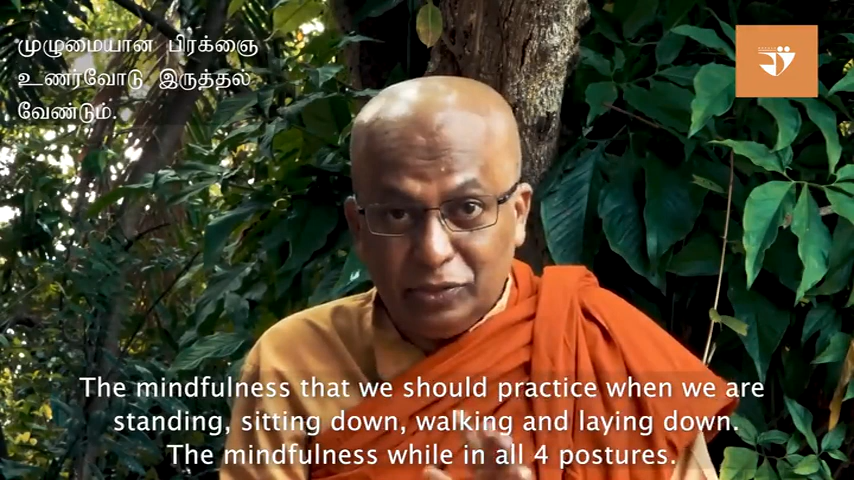 முழுமையான பிரக்ஞை
உணர்வோடு இருத்தல்
வேண்டும்.
The mindfulness that we should practice when we are
standing, sitting down, walking and laying down.
The mindfulness while in all 4 postures.